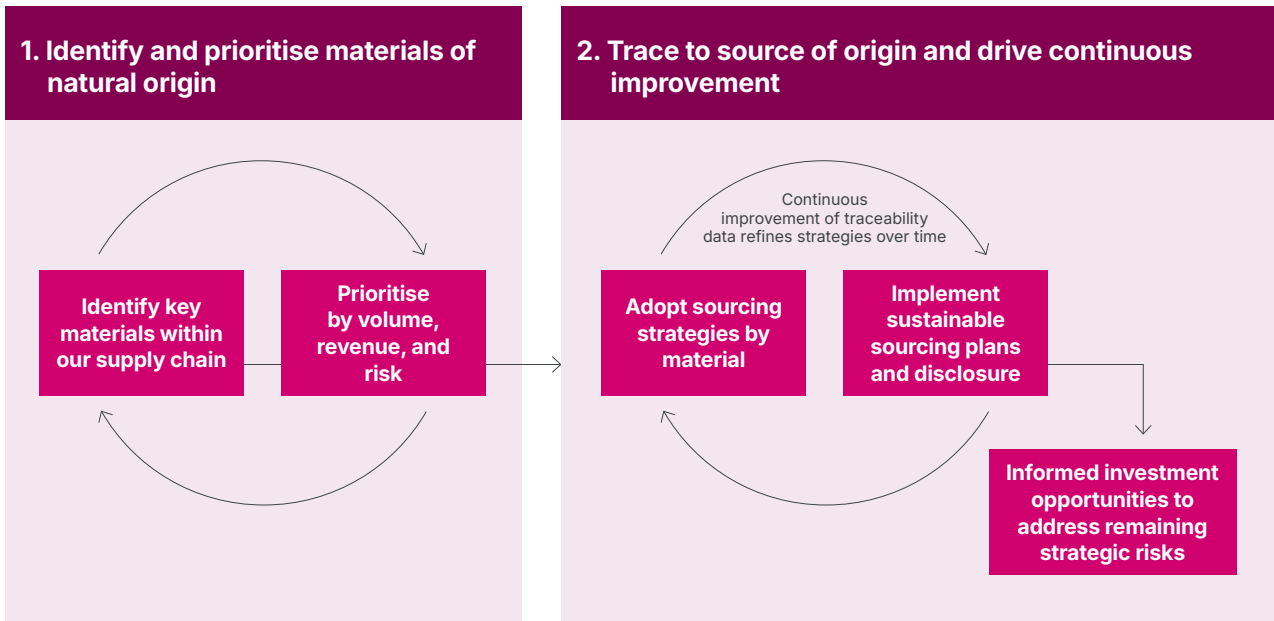 1. Identify and prioritise materials of
natural origin
Identify key
materials within
our supply chain
Prioritise
by volume,
revenue, and
risk
2. Trace to source of origin and drive continuous
improvement
Continuous
improvement of traceability
data refines strategies over time
Adopt sourcing
strategies by
material
Implement
sustainable
sourcing plans
and disclosure
Informed investment
opportunities to
address remaining
strategic risks